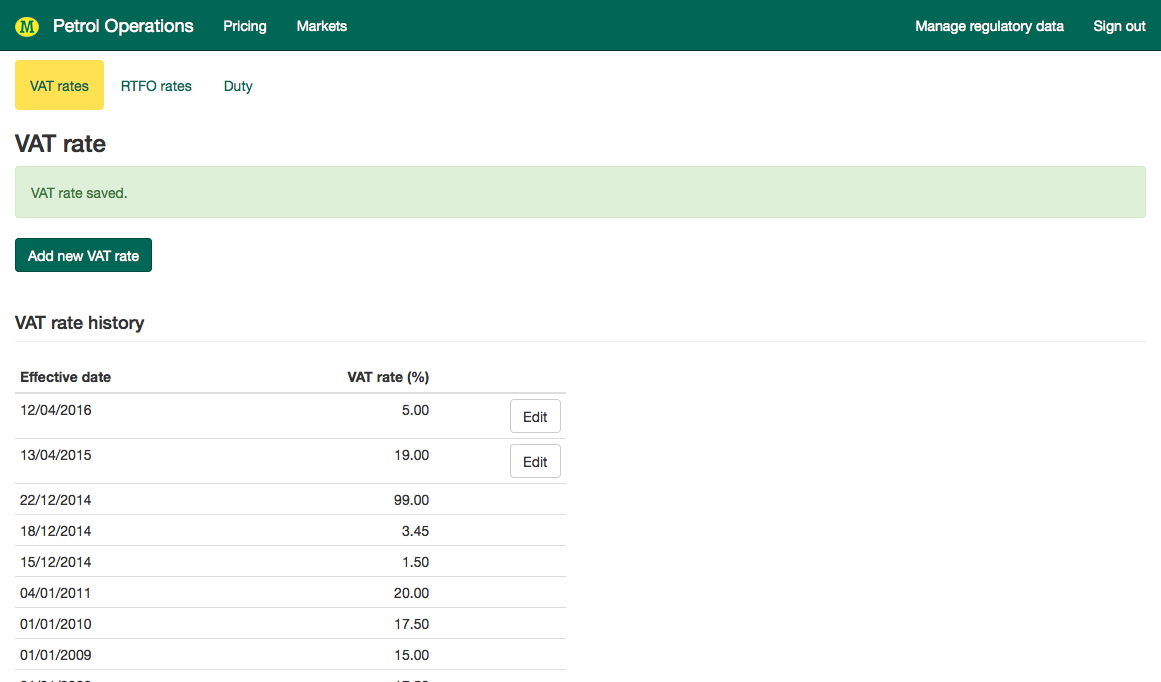 M Petrol Operations Pricing Markets Manage regulatory data Sign out
VAT rates RTFO rates Duty
VAT rate
VAT rate saved.
Add new VAT rate
VAT rate history
Effective date VAT rate (%)
12/04/2016 5.00 Edit
13/04/2015 19.00 Edit
22/12/2014 99.00
18/12/2014 3.45
15/12/2014 1.50
04/01/2011 20.00
01/01/2010 17.50
01/01/2009 15.00